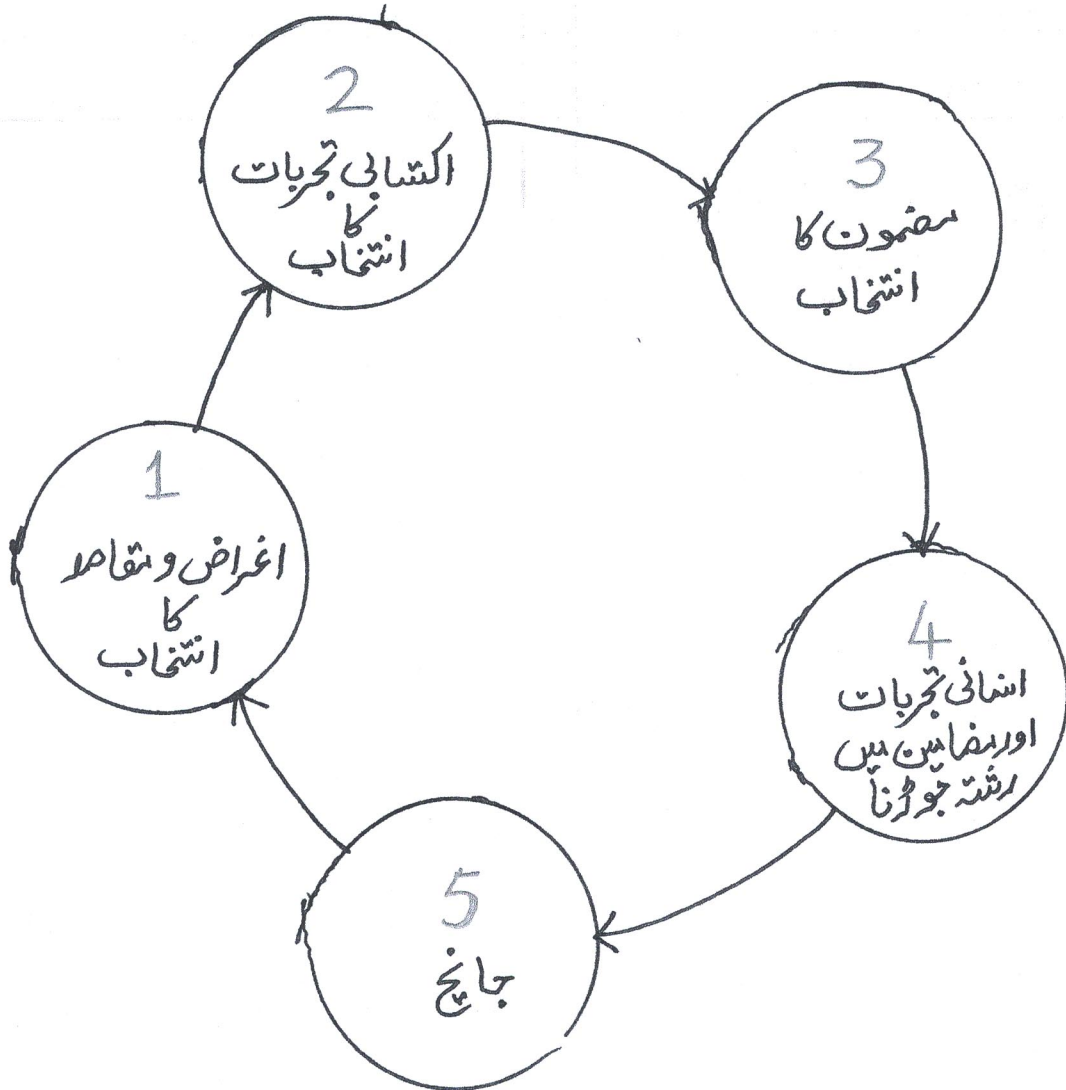 2
اکتسابی تجربات
کا
انتخاب
3
مضمون کا
انتخاب
1
اغراض و مقاصد
کا
انتخاب
4
اسانی تجربات
اور مضامین میں
رشتہ جوڑنا
5
جانچ